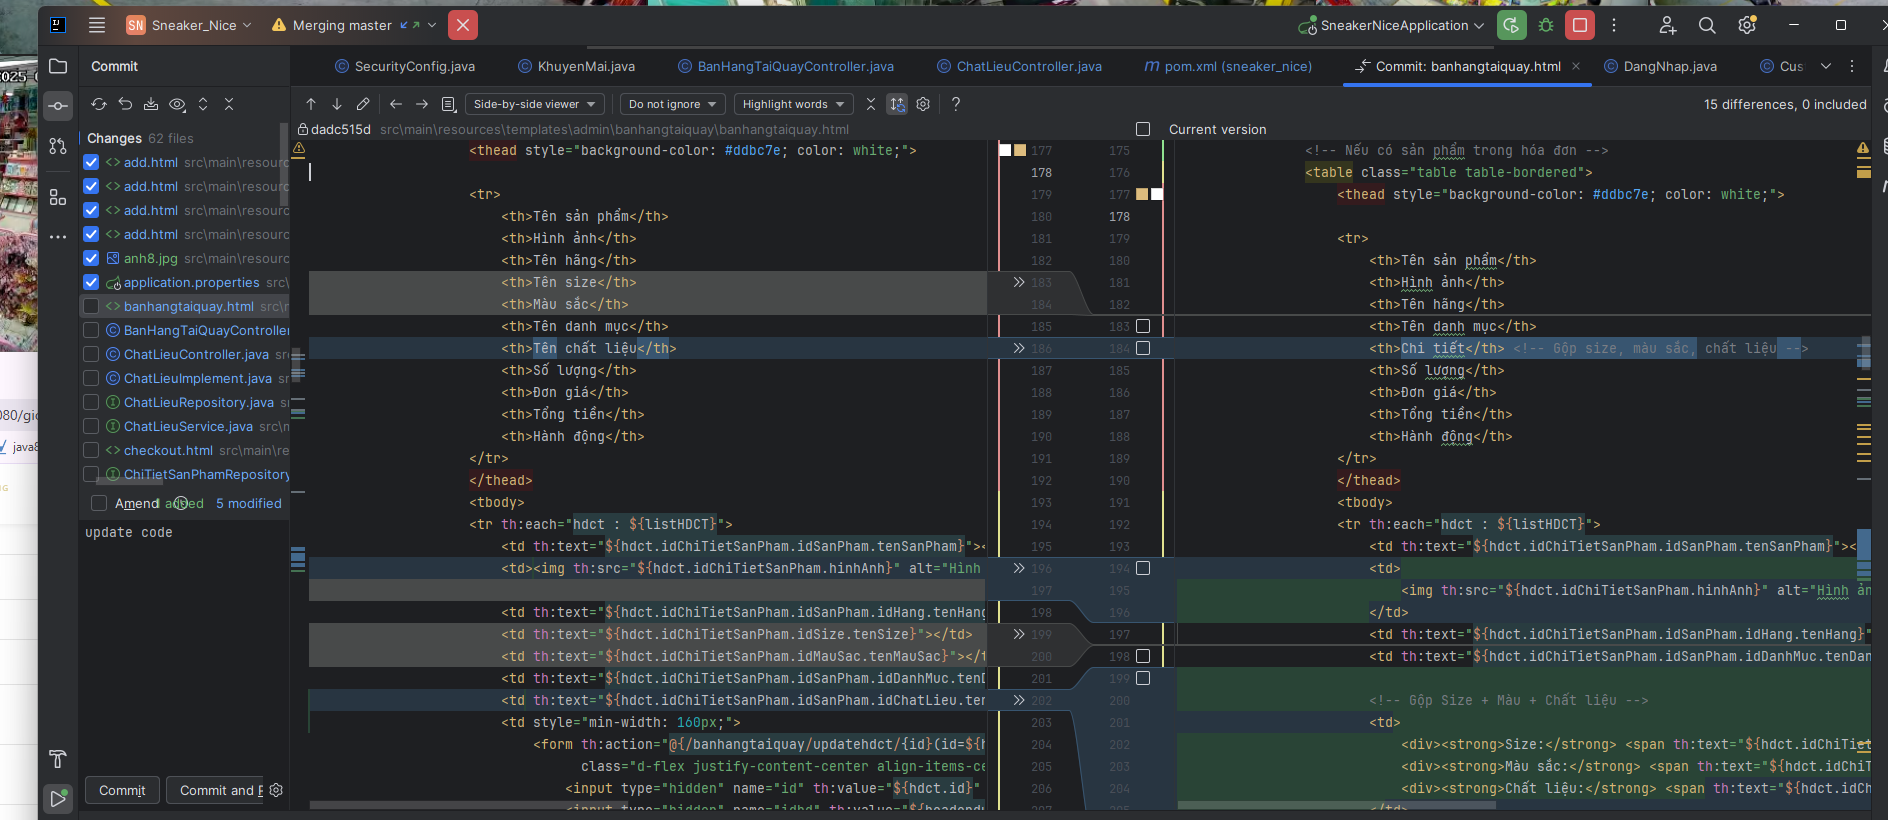 SN Sneaker_Nice
Merging master
SneakerNiceApplication
Commit
SecurityConfig.java
KhuyenMai.java
BanHangTaiQuayController.java
ChatLieuController.java
pom.xml (sneaker_nice)
Commit: banhangtaiquay.html
DangNhap.java
Cus
Side-by-side viewer
Do not ignore
Highlight words
15 differences, 0 included
dadc515d src\main\resources\templates\admin\banhangtaiquay\banhangtaiquay.html
Current version
Changes 62 files
add.html src\main\resourc
add.html src\main\resourc
add.html src\main\resourc
add.html src\main\resourc
anh8.jpg src\main\resourc
application.properties src\
banhangtaiquay.html src\m
BanHangTaiQuayController
ChatLieuController.java src
ChatLieuImplement.java sr
ChatLieuRepository.java
ChatLieuService.java src\m
checkout.html src\main\re
ChiTietSanPhamRepository
Amend
added 5 modified
update code
Commit
Commit and P
177 <thead style="background-color: #ddbc7e; color: white;">
178
179 <tr>
180 <th>Tên sản phẩm</th>
181 <th>Hình ảnh</th>
182 <th>Tên hãng</th>
183 <th>Tên size</th>
184 <th>Màu sắc</th>
185 <th>Tên danh mục</th>
186 <th>Tên chất liệu</th>
187 <th>Số lượng</th>
188 <th>Đơn giá</th>
189 <th>Tổng tiền</th>
190 <th>Hành động</th>
191 </tr>
192 </thead>
193 <tbody>
194 <tr th:each="hdct : ${listHDCT}">
195 <td th:text="${hdct.idChiTietSanPham.idSanPham.tenSanPham}"><
196 <td><img th:src="${hdct.idChiTietSanPham.hinhAnh}" alt="Hình
197
198 <td th:text="${hdct.idChiTietSanPham.idSanPham.idHang.tenHang
199 <td th:text="${hdct.idChiTietSanPham.idSize.tenSize}"></td>
200 <td th:text="${hdct.idChiTietSanPham.idMauSac.tenMauSac}"></t
201 <td th:text="${hdct.idChiTietSanPham.idSanPham.idDanhMuc.tenD
202 <td th:text="${hdct.idChiTietSanPham.idSanPham.idChatLieu.ten
203 <td style="min-width: 160px;">
204 <form th:action="@{/banhangtaiquay/updatehdct/{id}(id=${h
205 class="d-flex justify-content-center align-items-ce
206 <input type="hidden" name="id" th:value="${hdct.id}"
207 <input type="hidden" name="idhd" th:value="${hoadondu
175 <!-- Nếu có sản phẩm trong hóa đơn -->
176 <table class="table table-bordered">
177 <thead style="background-color: #ddbc7e; color: white;">
178
179 <tr>
180 <th>Tên sản phẩm</th>
181 <th>Hình ảnh</th>
182 <th>Tên hãng</th>
183 <th>Tên danh mục</th>
184 <th>Chi tiết</th> <!-- Gộp size, màu sắc, chất liệu -->
185 <th>Số lượng</th>
186 <th>Đơn giá</th>
187 <th>Tổng tiền</th>
188 <th>Hành động</th>
189 </tr>
190 </thead>
191 <tbody>
192 <tr th:each="hdct : ${listHDCT}">
193 <td th:text="${hdct.idChiTietSanPham.idSanPham.tenSanPham}"><
194 <td>
195 <img th:src="${hdct.idChiTietSanPham.hinhAnh}" alt="Hình ản
196 </td>
197 <td th:text="${hdct.idChiTietSanPham.idSanPham.idHang.tenHang}"
198 <td th:text="${hdct.idChiTietSanPham.idSanPham.idDanhMuc.tenDan
199
200 <!-- Gộp Size + Màu + Chất liệu -->
201 <td>
202 <div><strong>Size:</strong> <span th:text="${hdct.idChiTiet
203 <div><strong>Màu sắc:</strong> <span th:text="${hdct.idChiT
204 <div><strong>Chất liệu:</strong> <span th:text="${hdct.idCh
</td>